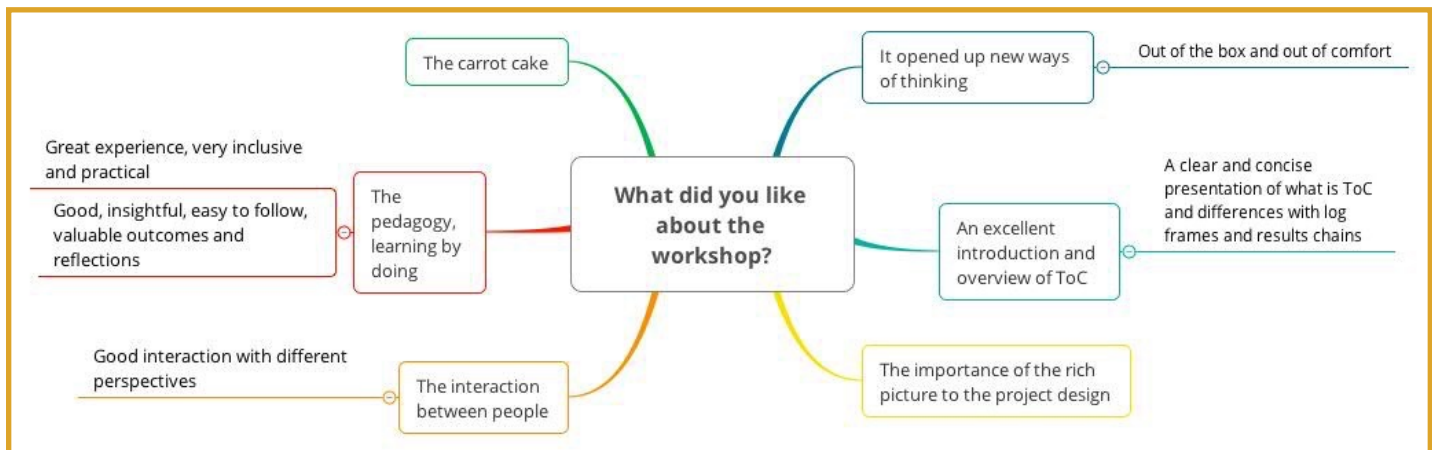 What did you like
about the
workshop?
The carrot cake
Great experience, very inclusive
and practical
Good, insightful, easy to follow,
valuable outcomes and
reflections
The
pedagogy,
learning by
doing
Good interaction with different
perspectives
The interaction
between people
It opened up new ways
of thinking
Out of the box and out of comfort
An excellent
introduction and
overview of ToC
A clear and concise
presentation of what is ToC
and differences with log
frames and results chains
The importance of the rich
picture to the project design